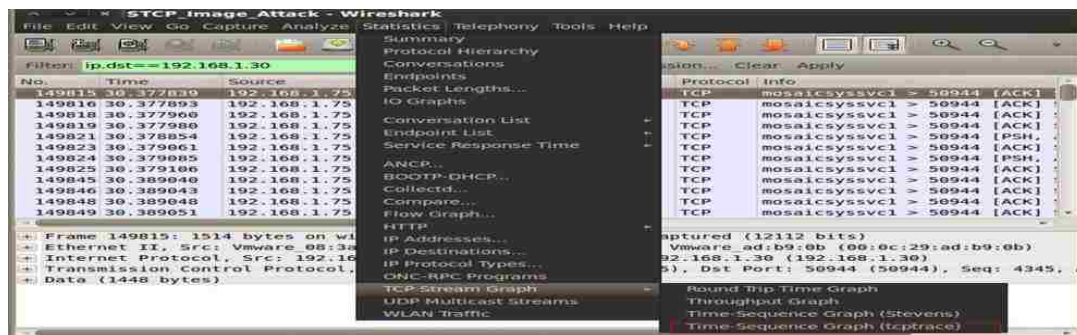 STCP_Image_Attack - Wireshark
File Edit View Go Capture Analyze Statistics Telephony Tools Help
Filter: ip.dst==192.168.1.30
Clear Apply
No. Time Source Protocol Info
149815 30.377839 192.168.1.75 TCP mosaicsyssvc1 > 50944 [ACK]
149816 30.377893 192.168.1.75 TCP mosaicsyssvc1 > 50944 [ACK]
149818 30.377960 192.168.1.75 TCP mosaicsyssvc1 > 50944 [ACK]
149819 30.377980 192.168.1.75 TCP mosaicsyssvc1 > 50944 [ACK]
149821 30.378854 192.168.1.75 TCP mosaicsyssvc1 > 50944 [PSH,
149823 30.379061 192.168.1.75 TCP mosaicsyssvc1 > 50944 [ACK]
149824 30.379085 192.168.1.75 TCP mosaicsyssvc1 > 50944 [PSH,
149825 30.379106 192.168.1.75 TCP mosaicsyssvc1 > 50944 [ACK]
149845 30.389040 192.168.1.75 TCP mosaicsyssvc1 > 50944 [ACK]
149846 30.389043 192.168.1.75 TCP mosaicsyssvc1 > 50944 [ACK]
149848 30.389048 192.168.1.75 TCP mosaicsyssvc1 > 50944 [ACK]
149849 30.389051 192.168.1.75 TCP mosaicsyssvc1 > 50944 [ACK]
Summary
Protocol Hierarchy
Conversations
Endpoints
Packet Lengths...
IO Graphs
Conversation List
Endpoint List
Service Response Time
ANCP...
BOOTP-DHCP...
Collectd...
Compare...
Flow Graph...
HTTP
IP Addresses...
IP Destinations...
IP Protocol Types...
ONC-RPC Programs
TCP Stream Graph
UDP Multicast Streams
WLAN Traffic
Round Trip Time Graph
Throughput Graph
Time-Sequence Graph (Stevens)
Time-Sequence Graph (tcptrace)
Frame 149815: 1514 bytes on captured (12112 bits)
Ethernet II, Src: Vmware_08:3a Vmware_ad:b9:0b (00:0c:29:ad:b9:0b)
Internet Protocol, Src: 192.16 92.168.1.30 (192.168.1.30)
Transmission Control Protocol, 5), Dst Port: 50944 (50944), Seq: 4345,
Data (1448 bytes)